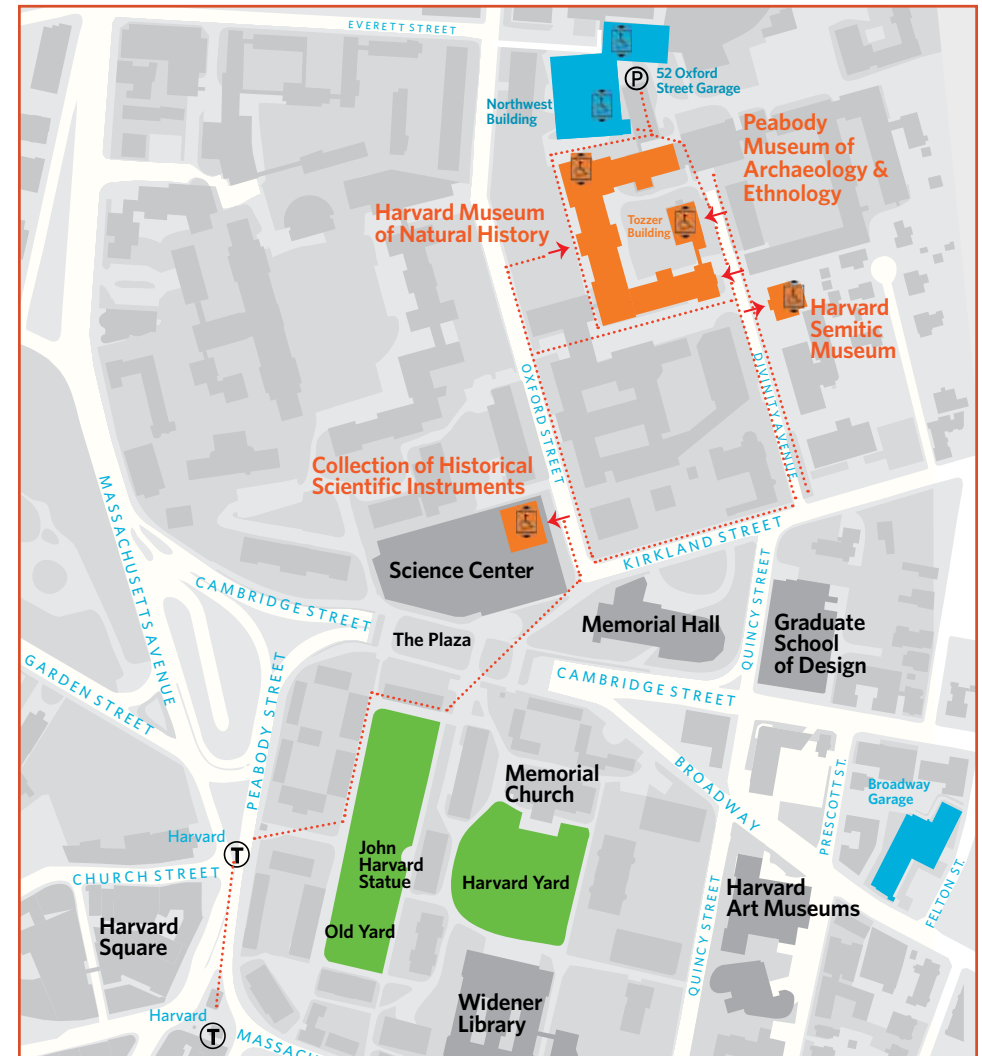 EVERETT STREET
P
52 Oxford
Street Garage
Northwest
Building
Peabody
Museum of
Archaeology &
Ethnology
Harvard Museum
of Natural History
Tozzer
Building
Harvard
Semitic
Museum
OXFORD STREET
DIVINITY AVENUE
Collection of Historical
Scientific Instruments
MASSACHUSETTS AVENUE
Science Center
KIRKLAND STREET
CAMBRIDGE STREET
QUINCY STREET
Memorial Hall
Graduate
School
of Design
The Plaza
GARDEN STREET
PEABODY STREET
CAMBRIDGE STREET
BROADWAY
PRESCOTT ST.
Memorial
Church
Broadway
Garage
Harvard
T
John
Harvard
Statue
CHURCH STREET
Harvard Yard
Harvard
Art Museums
FELTON ST.
Harvard
Square
Old Yard
QUINCY STREET
Widener
Library
Harvard
T
MASSACH